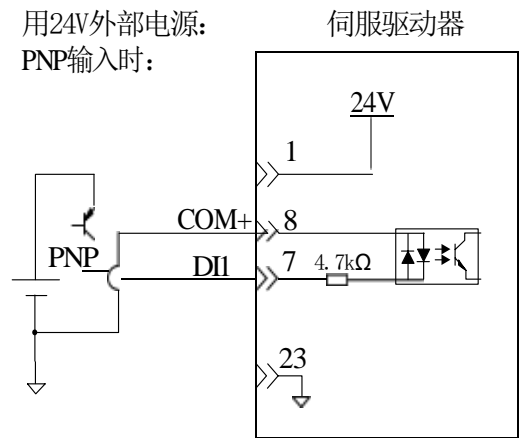 用24V外部电源： 伺服驱动器
PNP输入时：
24V
1
COM+ 8
PNP DI1 7 4.7kΩ
23